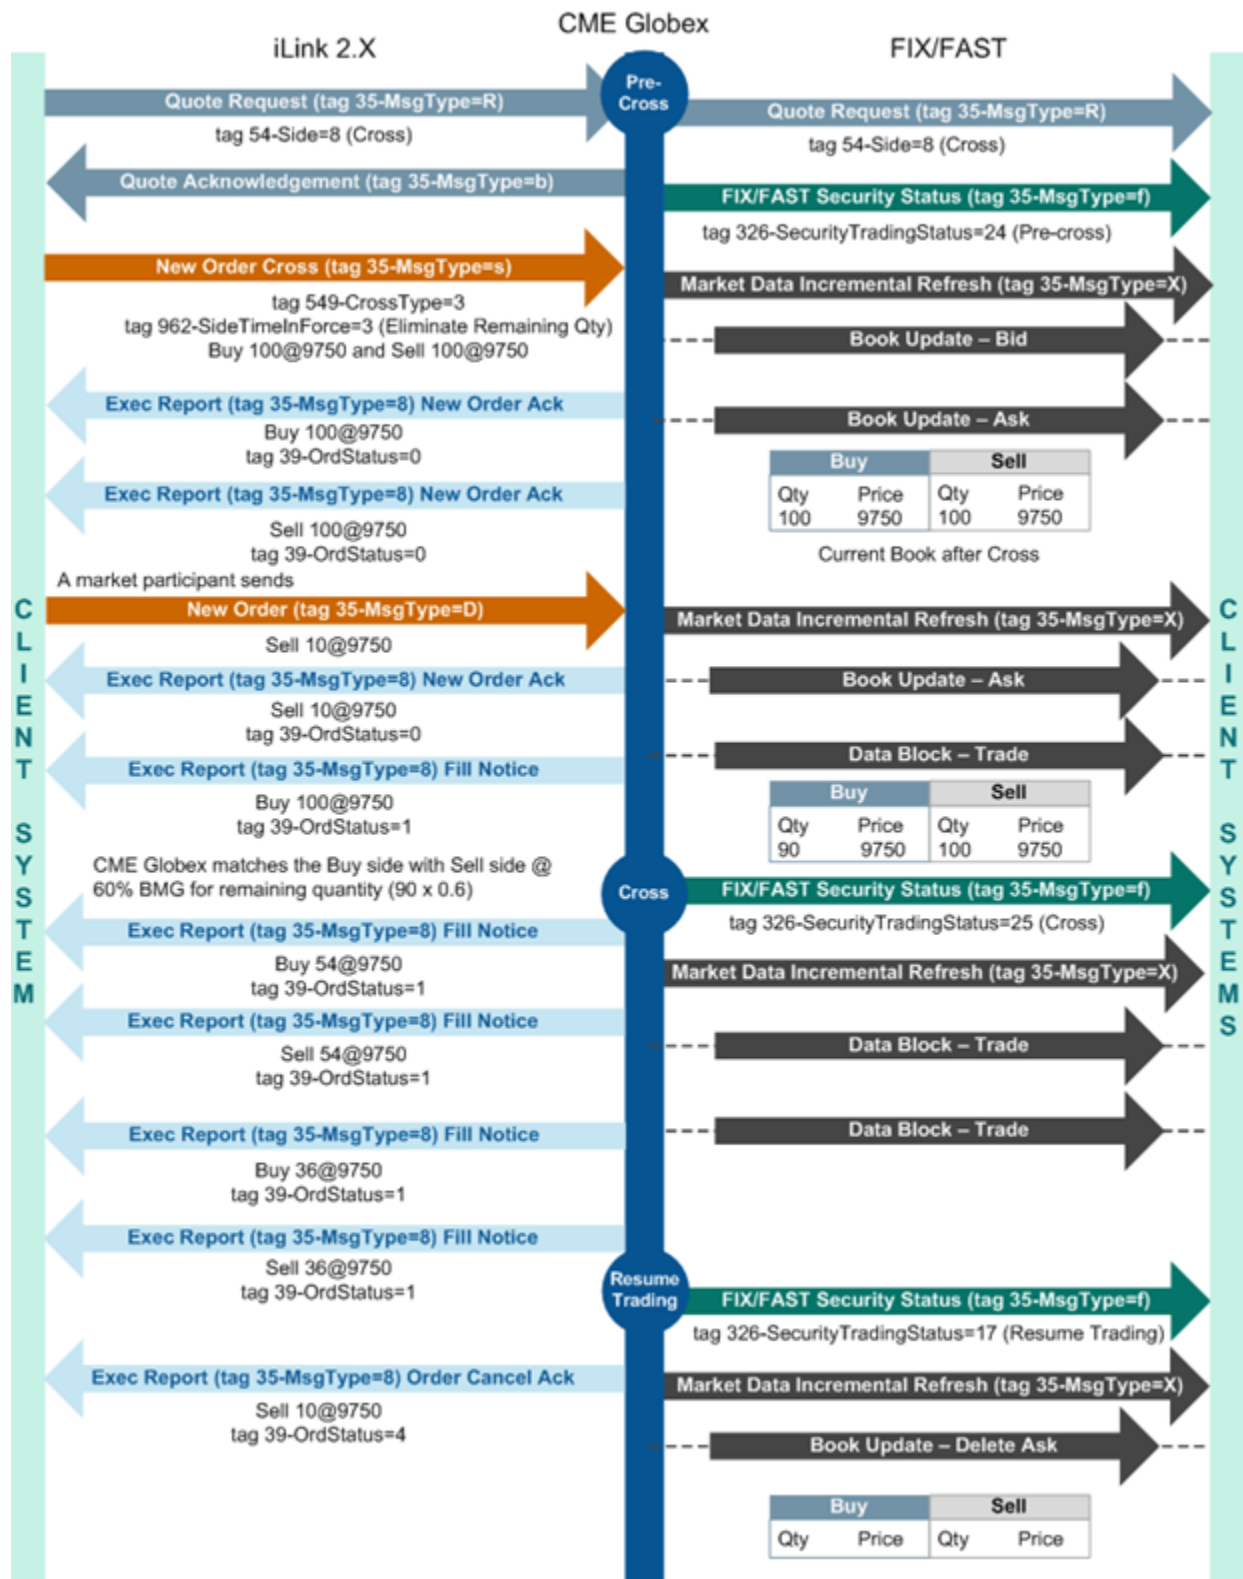 CME Globex
iLink 2.X
FIX/FAST
Pre-
Cross
Quote Request (tag 35-MsgType=R)
tag 54-Side=8 (Cross)
Quote Request (tag 35-MsgType=R)
tag 54-Side=8 (Cross)
Quote Acknowledgement (tag 35-MsgType=b)
FIX/FAST Security Status (tag 35-MsgType=f)
tag 326-SecurityTradingStatus=24 (Pre-cross)
New Order Cross (tag 35-MsgType=s)
tag 549-CrossType=3
tag 962-SideTimeInForce=3 (Eliminate Remaining Qty)
Buy 100@9750 and Sell 100@9750
Market Data Incremental Refresh (tag 35-MsgType=X)
Book Update – Bid
Exec Report (tag 35-MsgType=8) New Order Ack
Buy 100@9750
tag 39-OrdStatus=0
Book Update – Ask
Exec Report (tag 35-MsgType=8) New Order Ack
Sell 100@9750
tag 39-OrdStatus=0
Buy Sell
Qty Price Qty Price
100 9750 100 9750
Current Book after Cross
A market participant sends
New Order (tag 35-MsgType=D)
Sell 10@9750
Market Data Incremental Refresh (tag 35-MsgType=X)
Exec Report (tag 35-MsgType=8) New Order Ack
Sell 10@9750
tag 39-OrdStatus=0
Book Update – Ask
Exec Report (tag 35-MsgType=8) Fill Notice
Buy 100@9750
tag 39-OrdStatus=1
Data Block – Trade
Buy Sell
Qty Price Qty Price
90 9750 100 9750
CME Globex matches the Buy side with Sell side @
60% BMG for remaining quantity (90 x 0.6)
Cross
FIX/FAST Security Status (tag 35-MsgType=f)
tag 326-SecurityTradingStatus=25 (Cross)
Exec Report (tag 35-MsgType=8) Fill Notice
Buy 54@9750
tag 39-OrdStatus=1
Market Data Incremental Refresh (tag 35-MsgType=X)
Exec Report (tag 35-MsgType=8) Fill Notice
Sell 54@9750
tag 39-OrdStatus=1
Data Block – Trade
Exec Report (tag 35-MsgType=8) Fill Notice
Buy 36@9750
tag 39-OrdStatus=1
Data Block – Trade
Exec Report (tag 35-MsgType=8) Fill Notice
Sell 36@9750
tag 39-OrdStatus=1
Resume
Trading
FIX/FAST Security Status (tag 35-MsgType=f)
tag 326-SecurityTradingStatus=17 (Resume Trading)
Exec Report (tag 35-MsgType=8) Order Cancel Ack
Sell 10@9750
tag 39-OrdStatus=4
Market Data Incremental Refresh (tag 35-MsgType=X)
Book Update – Delete Ask
Buy Sell
Qty Price Qty Price
CLIENT SYSTEM
CLIENT SYSTEMS